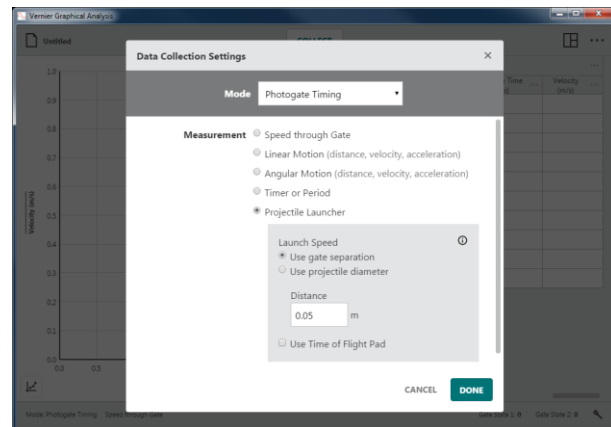 Vernier Graphical Analysis
Untitled
COLLECT
Data Collection Settings
Mode Photogate Timing
Measurement Speed through Gate
Linear Motion (distance, velocity, acceleration)
Angular Motion (distance, velocity, acceleration)
Timer or Period
Projectile Launcher
Launch Speed
Use gate separation
Use projectile diameter
Distance
0.05 m
Use Time of Flight Pad
CANCEL DONE
Velocity (m/s)
1.0
0.9
0.8
0.7
0.6
0.5
0.4
0.3
0.2
0.1
0.0
0.0 0.5
Time
Velocity
(m/s)
Mode: Photogate Timing Speed through Gate
Gate State 1: 0 Gate State 2: 0